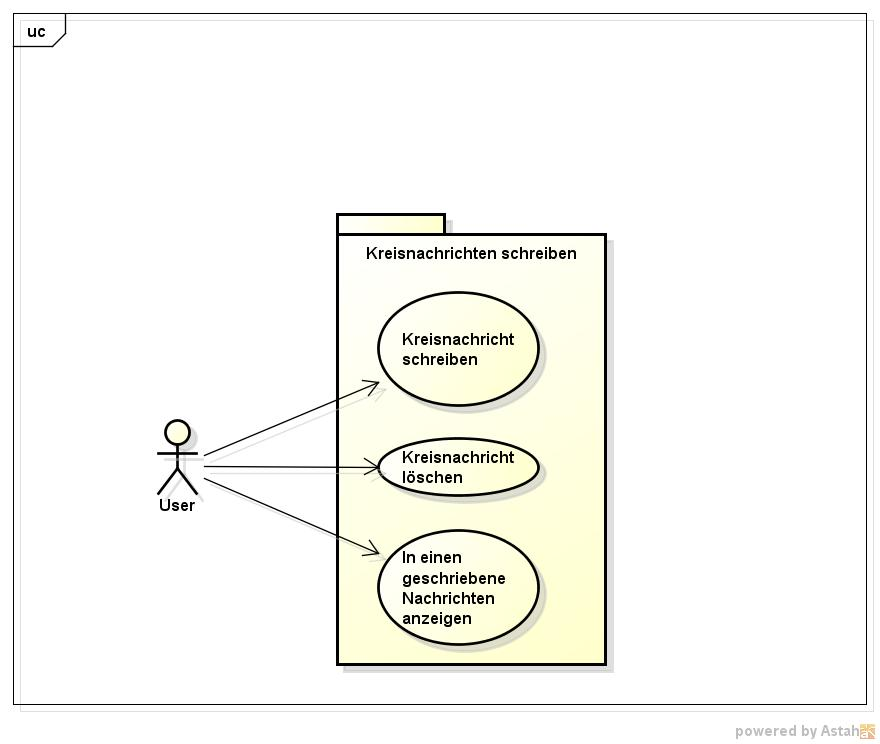 uc
Kreisnachrichten schreiben
Kreisnachricht
schreiben
Kreisnachricht
löschen
User
In einen
geschriebene
Nachrichten
anzeigen
powered by Astah